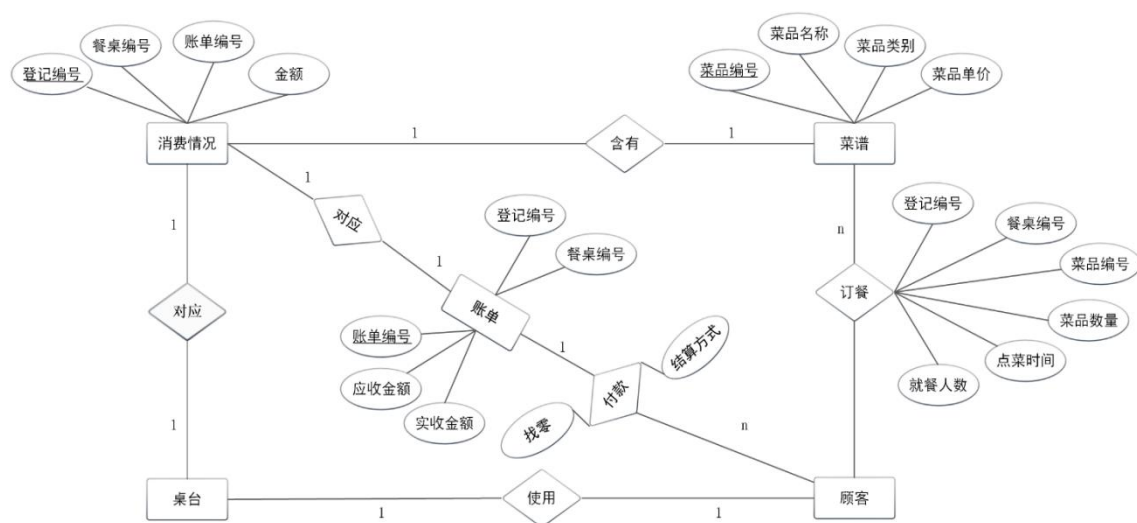 餐桌编号
账单编号
登记编号
金额
菜品名称
菜品编号
菜品类别
菜品单价
消费情况
1
含有
1
菜谱
1
对应
1
1
登记编号
餐桌编号
账单
n
登记编号
餐桌编号
菜品编号
订餐
菜品数量
点菜时间
就餐人数
对应
账单编号
应收金额
实收金额
1
结算方式
付款
找零
n
1
桌台
1
使用
1
顾客